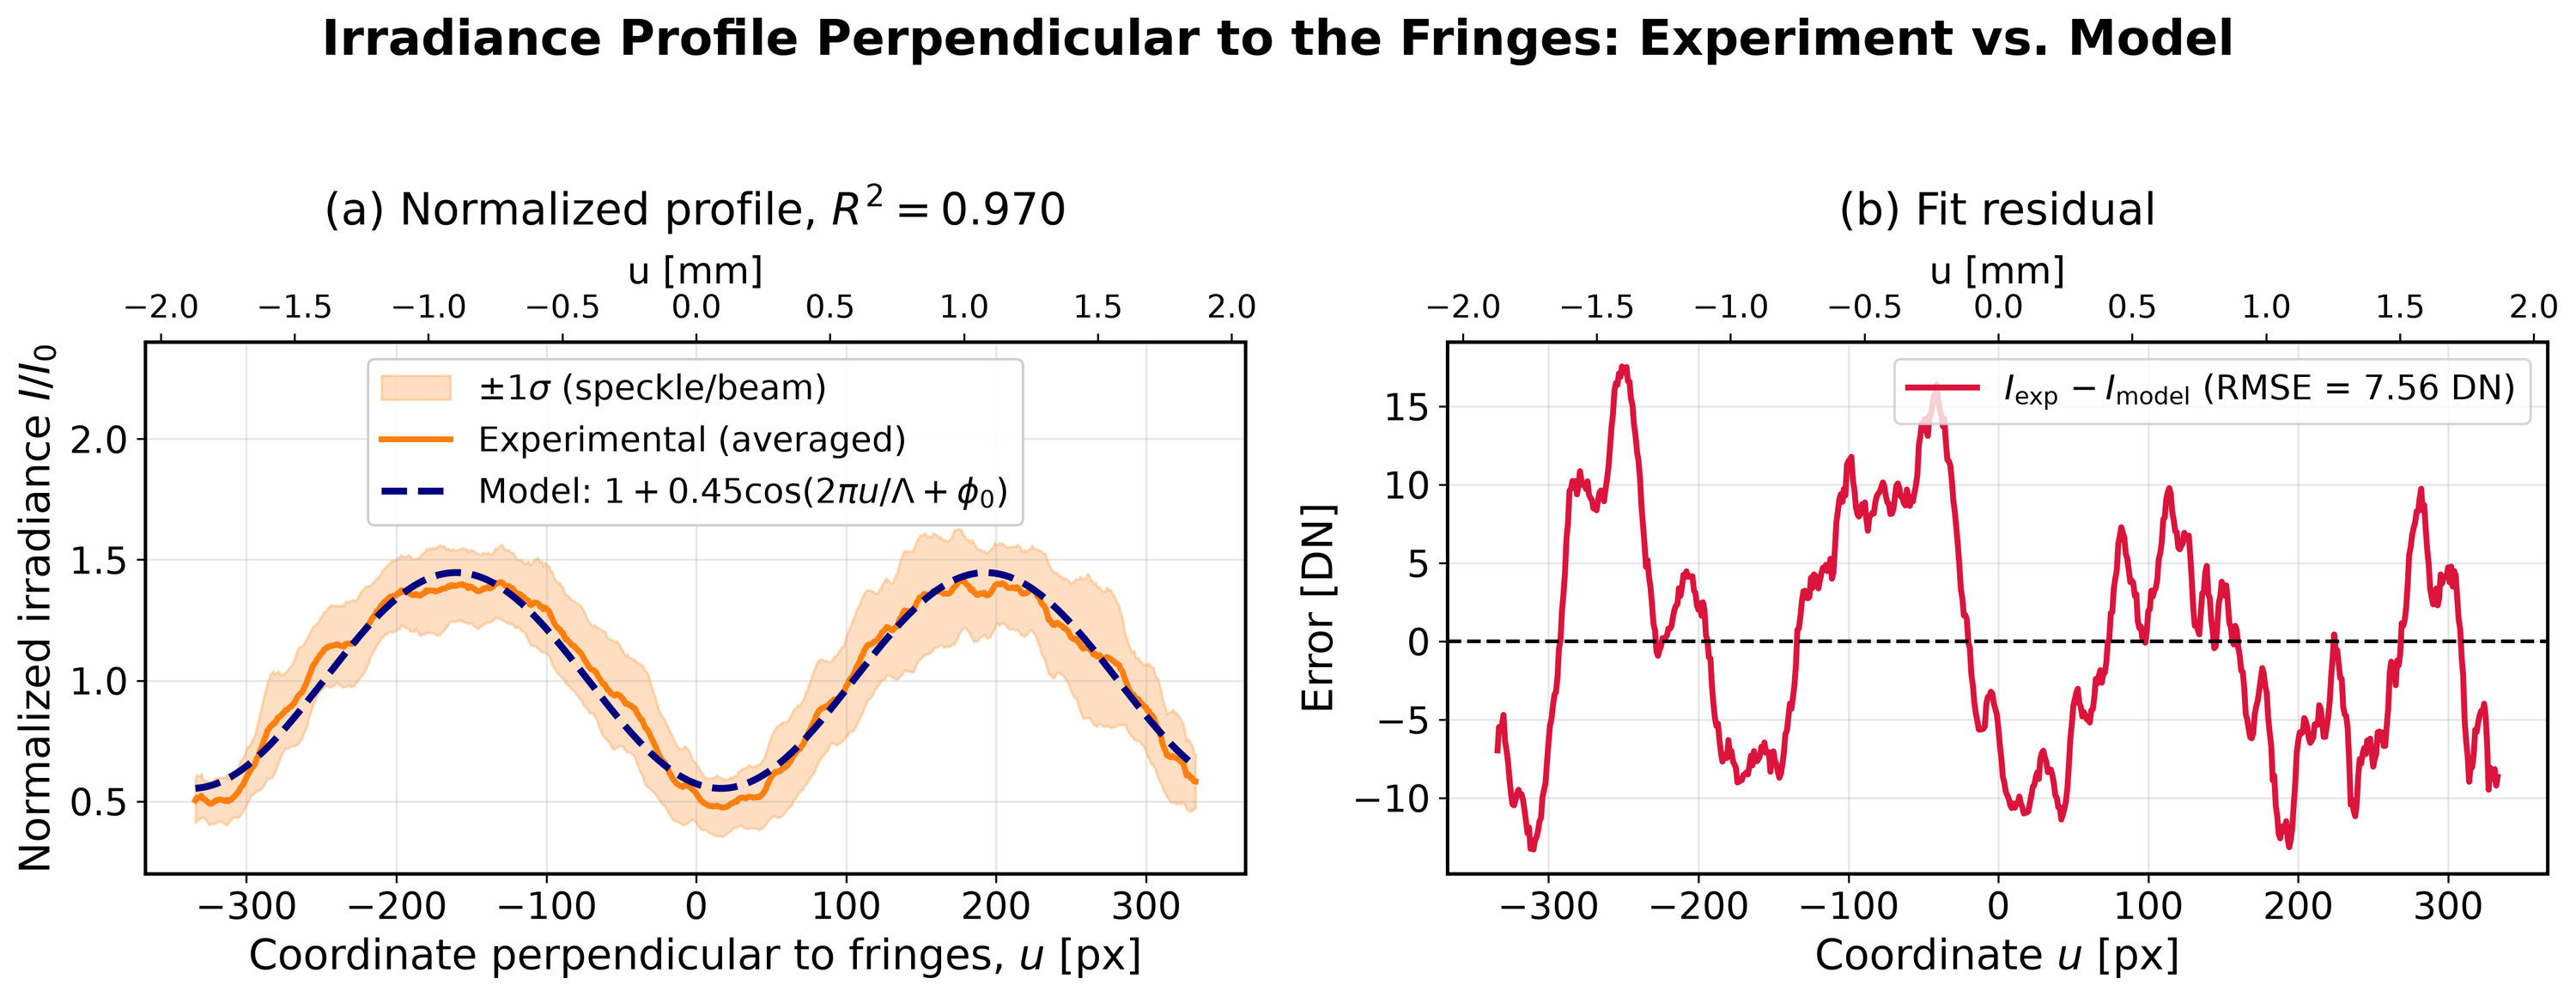 Irradiance Profile Perpendicular to the Fringes: Experiment vs. Model
(a) Normalized profile, R² = 0.970
u [mm]
−2.0 −1.5 −1.0 −0.5 0.0 0.5 1.0 1.5 2.0
Normalized irradiance I/I₀
2.0
1.5
1.0
0.5
±1σ (speckle/beam)
Experimental (averaged)
Model: 1 + 0.45cos(2πu/Λ + ϕ₀)
−300 −200 −100 0 100 200 300
Coordinate perpendicular to fringes, u [px]
(b) Fit residual
u [mm]
−2.0 −1.5 −1.0 −0.5 0.0 0.5 1.0 1.5 2.0
Error [DN]
15
10
5
0
−5
−10
I_exp − I_model (RMSE = 7.56 DN)
−300 −200 −100 0 100 200 300
Coordinate u [px]